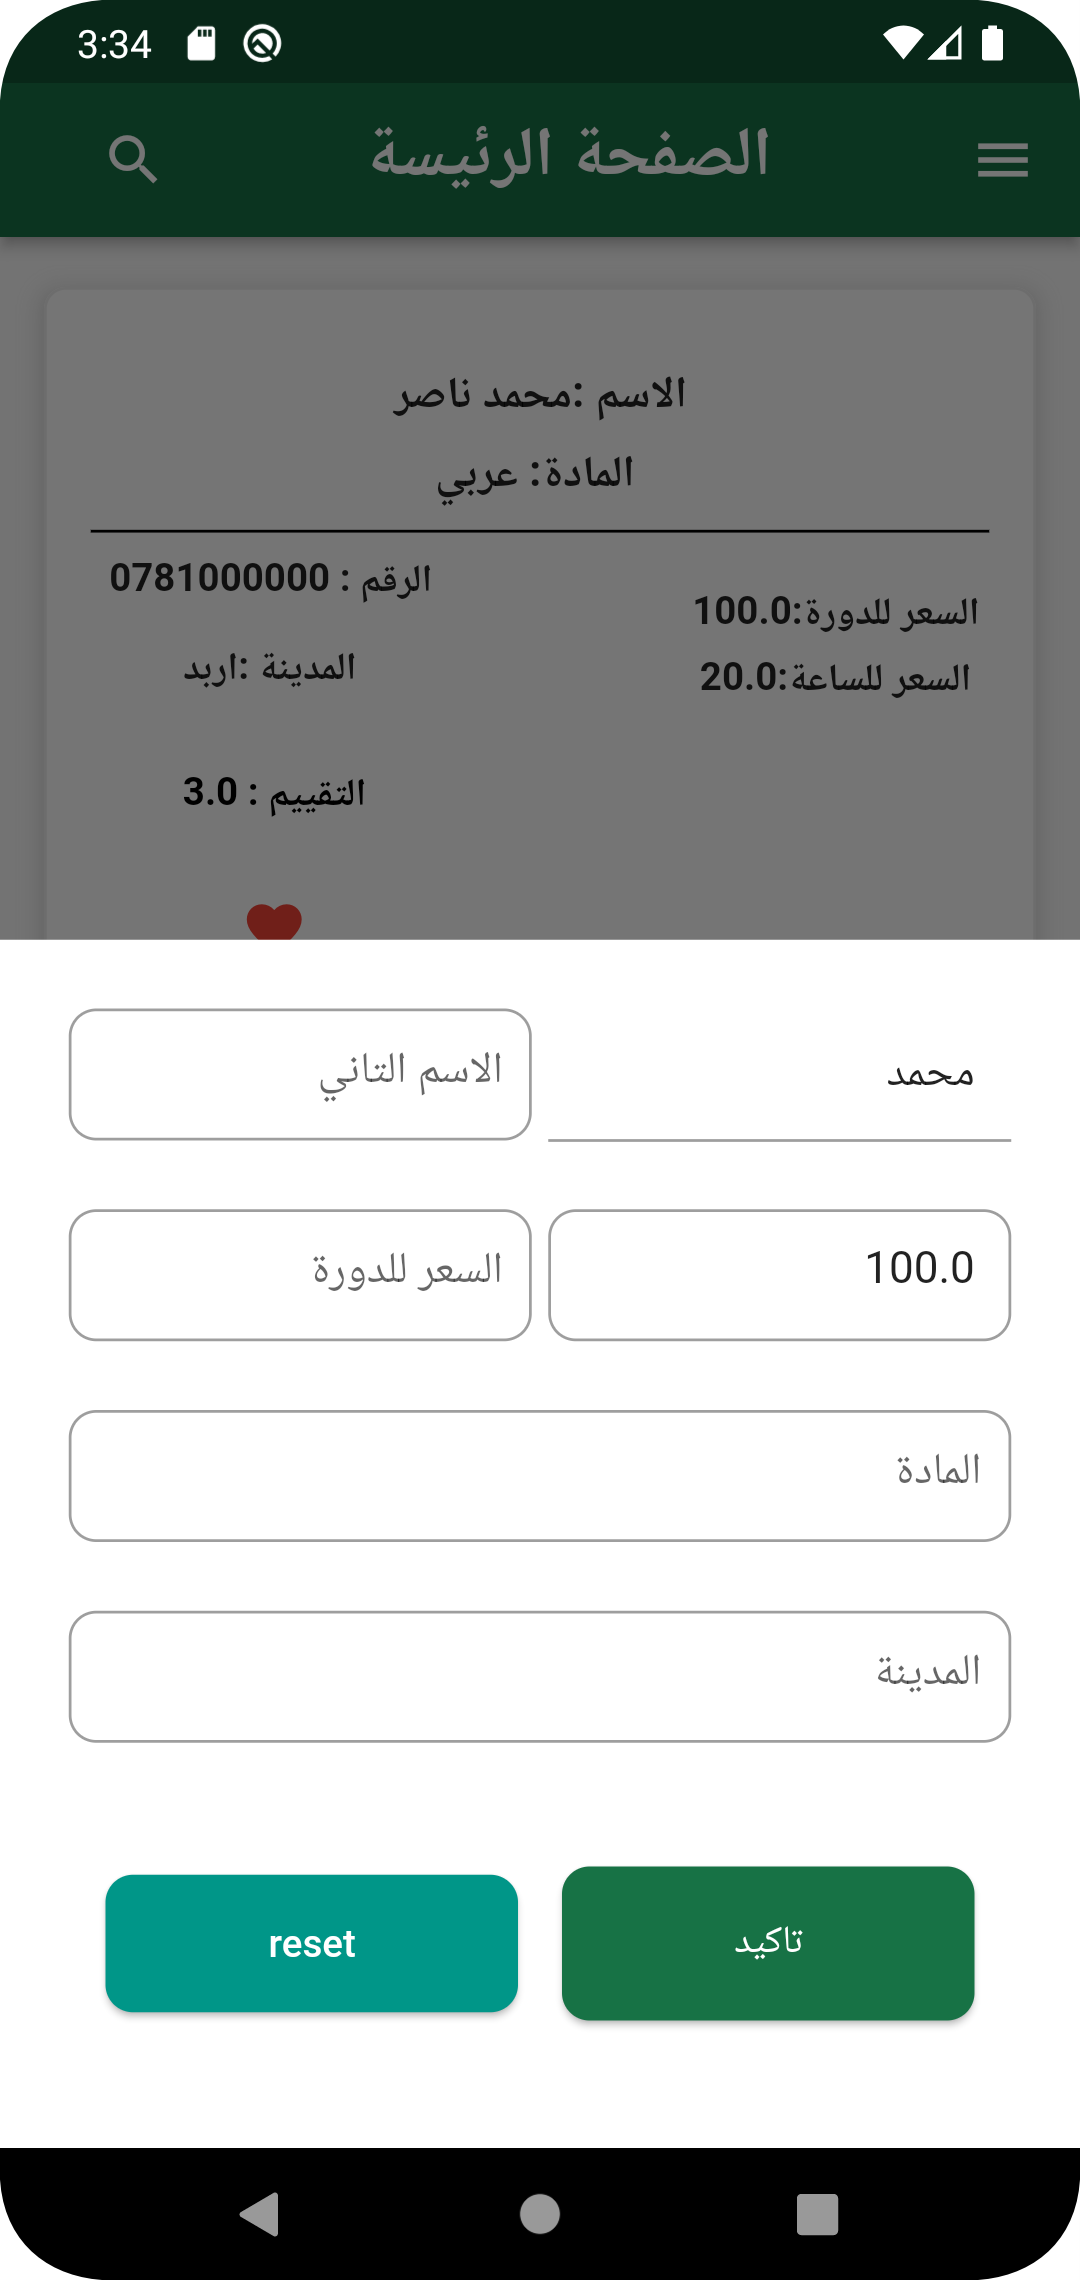 3:34
الصفحة الرئيسة
الاسم :محمد ناصر
المادة: عربي
السعر للدورة:100.0
السعر للساعة:20.0
الرقم : 0781000000
المدينة :اربد
التقييم : 3.0
محمد
الاسم التاني
100.0
السعر للدورة
المادة
المدينة
تاكيد
reset